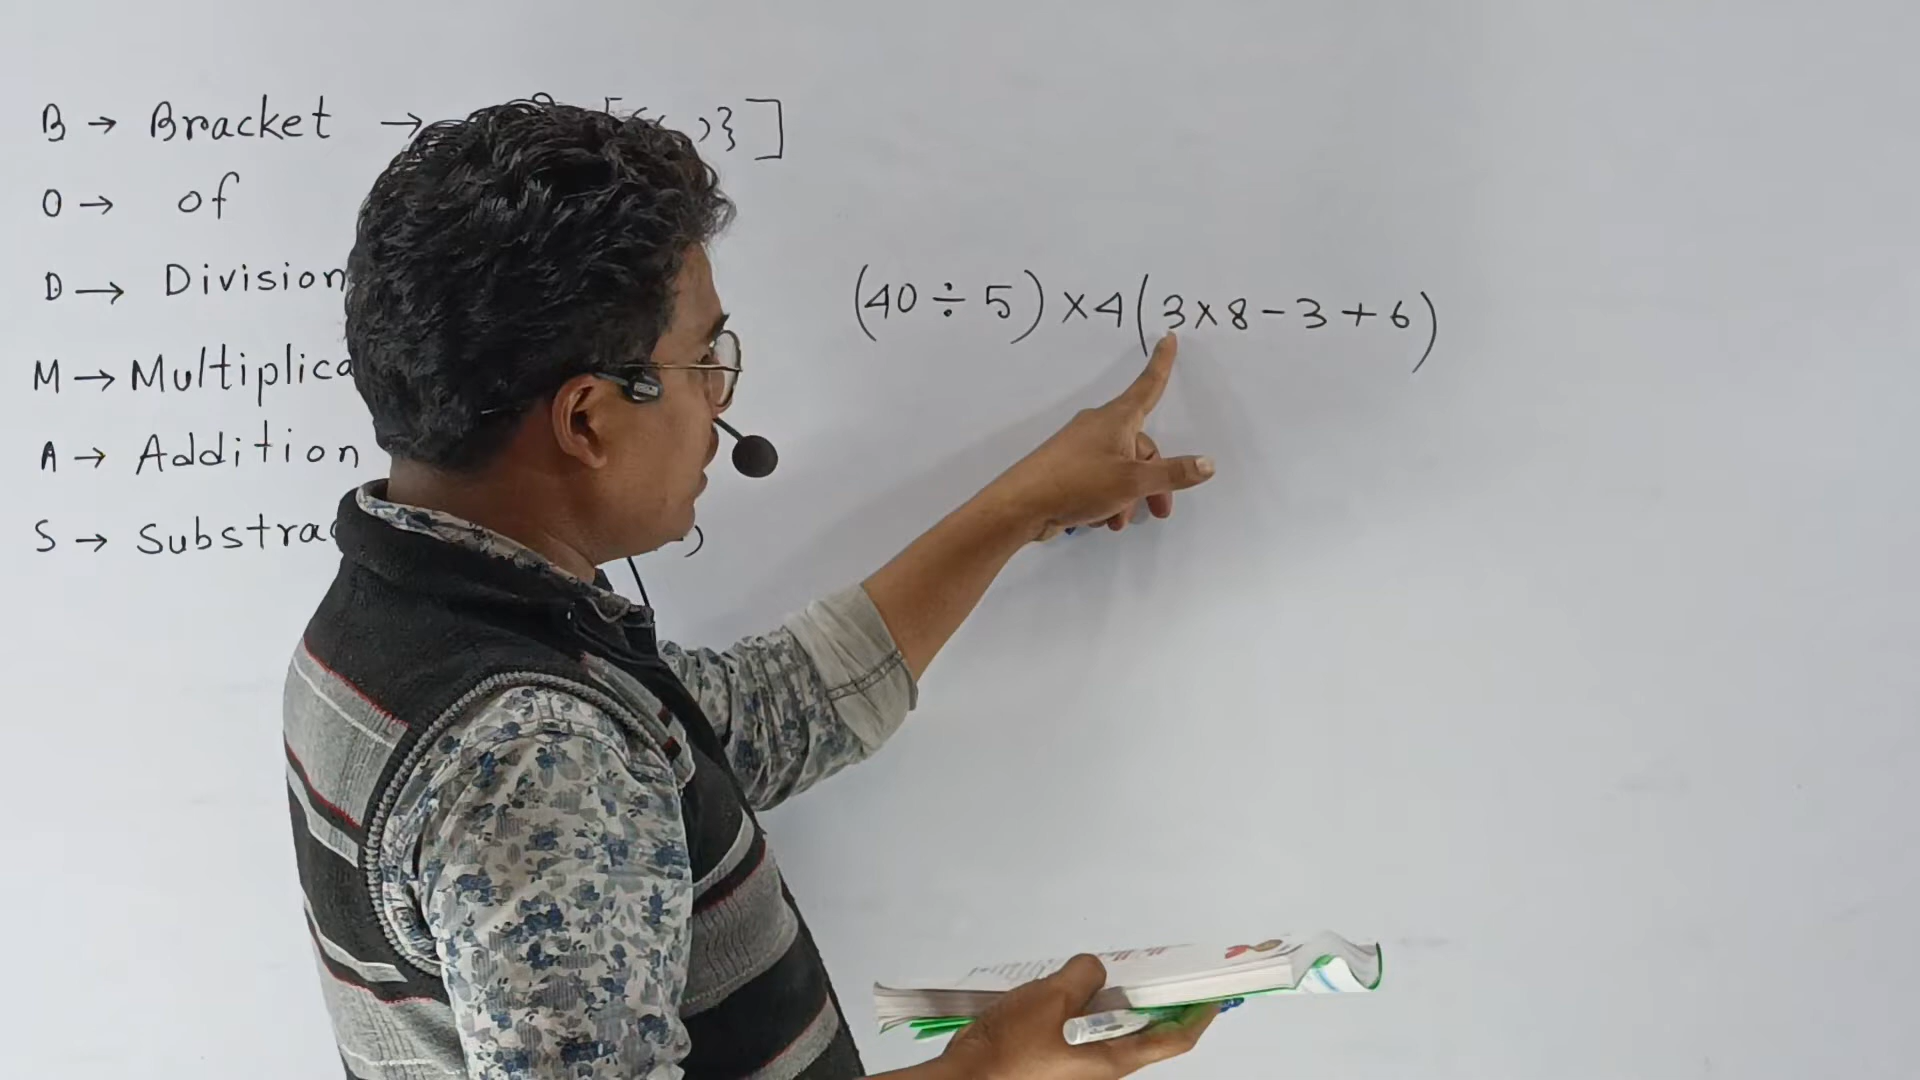 B → Bracket → )}]
O → of
D → Division
M → Multiplica
A → Addition
S → Substrac )
(40 ÷ 5) × 4 (3 × 8 - 3 + 6)